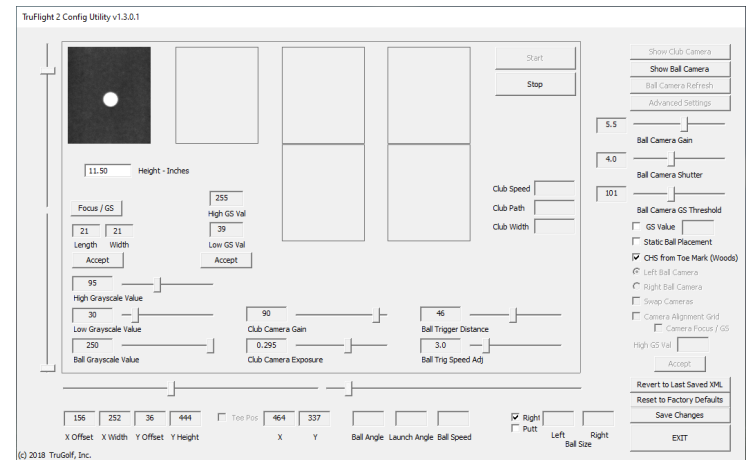 TruFlight 2 Config Utility v1.3.0.1
Start
Stop
Show Club Camera
Show Ball Camera
Ball Camera Refresh
Advanced Settings
5.5
Ball Camera Gain
4.0
Ball Camera Shutter
101
Ball Camera GS Threshold
11.50 Height - Inches
Focus / GS
21 21
Length Width
Accept
255
High GS Val
39
Low GS Val
Accept
Club Speed
Club Path
Club Width
GS Value
Static Ball Placement
CHS from Toe Mark (Woods)
Left Ball Camera
Right Ball Camera
Swap Cameras
Camera Alignment Grid
Camera Focus / GS
High GS Val
Accept
95
High Grayscale Value
30
Low Grayscale Value
250
Ball Grayscale Value
90
Club Camera Gain
0.295
Club Camera Exposure
46
Ball Trigger Distance
3.0
Ball Trig Speed Adj
Revert to Last Saved XML
Reset to Factory Defaults
Save Changes
EXIT
156 252 36 444
X Offset X Width Y Offset Y Height
Tee Pos 464 337
X Y
Ball Angle Launch Angle Ball Speed
Right
Putt
Left Right
Ball Size
(c) 2018 TruGolf, Inc.